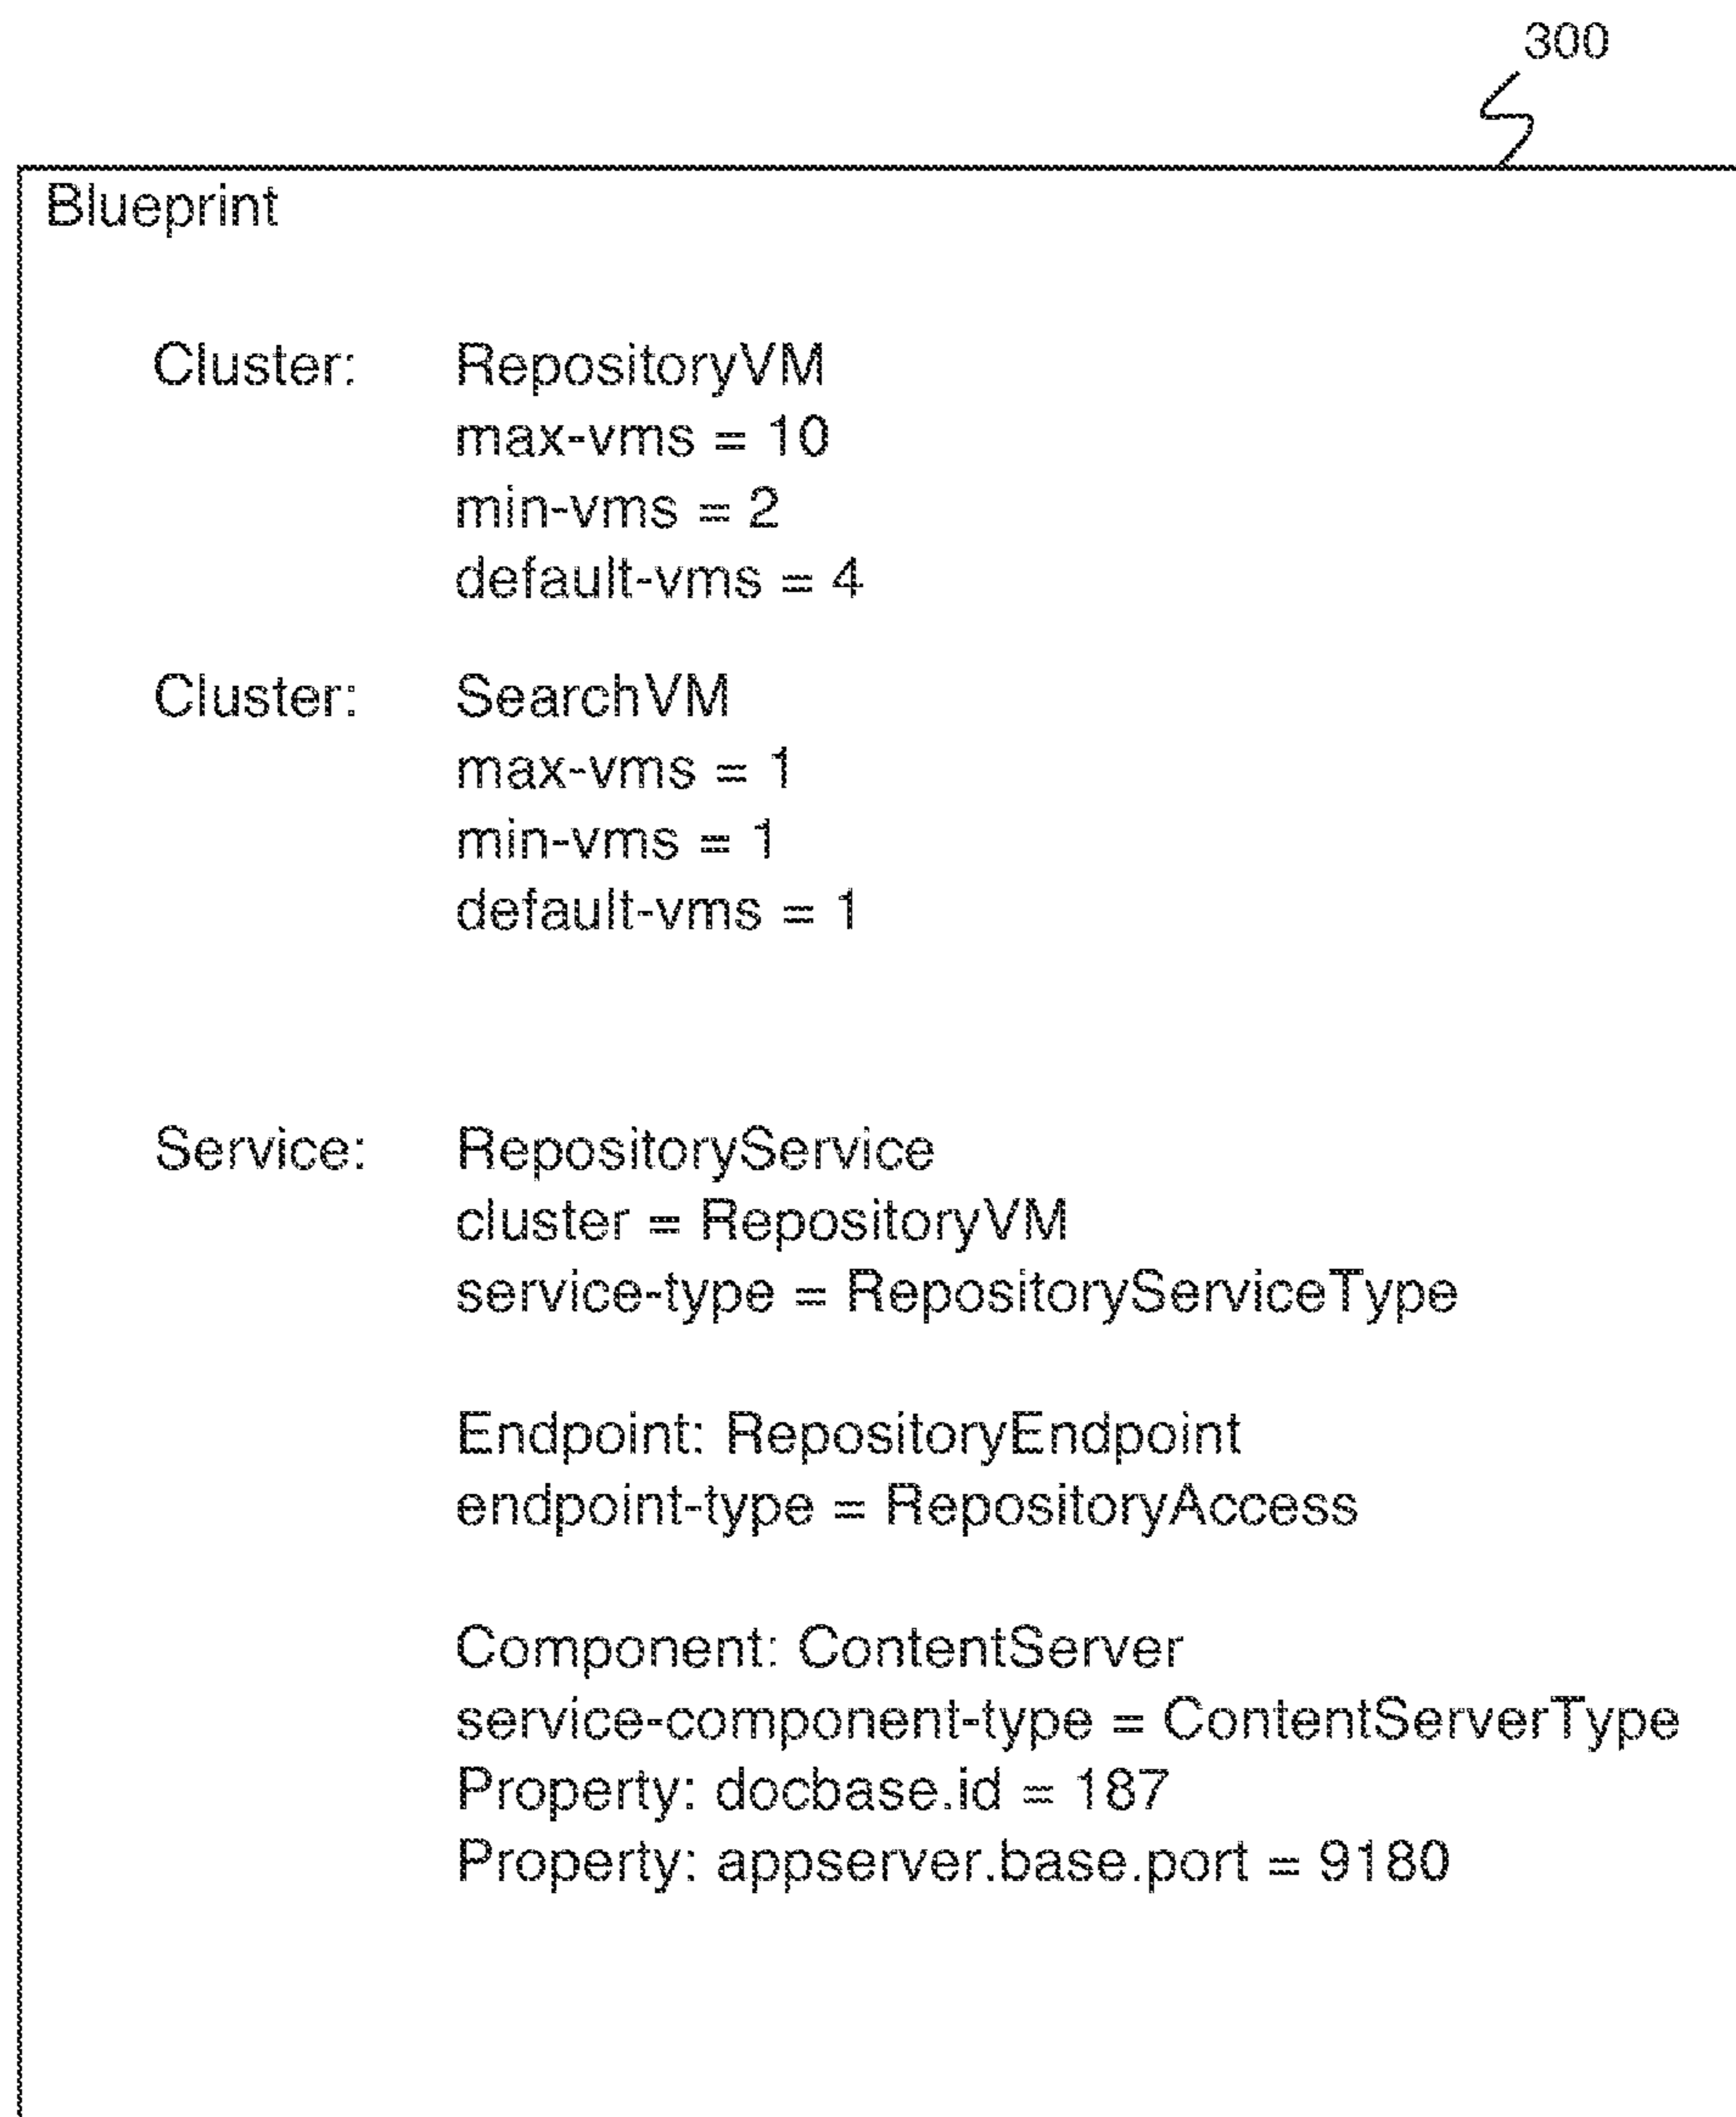 300
Blueprint
Cluster: RepositoryVM
max-vms = 10
min-vms = 2
default-vms = 4
Cluster: SearchVM
max-vms = 1
min-vms = 1
default-vms = 1
Service: RepositoryService
cluster = RepositoryVM
service-type = RepositoryServiceType
Endpoint: RepositoryEndpoint
endpoint-type = RepositoryAccess
Component: ContentServer
service-component-type = ContentServerType
Property: docbase.id = 187
Property: appserver.base.port = 9180